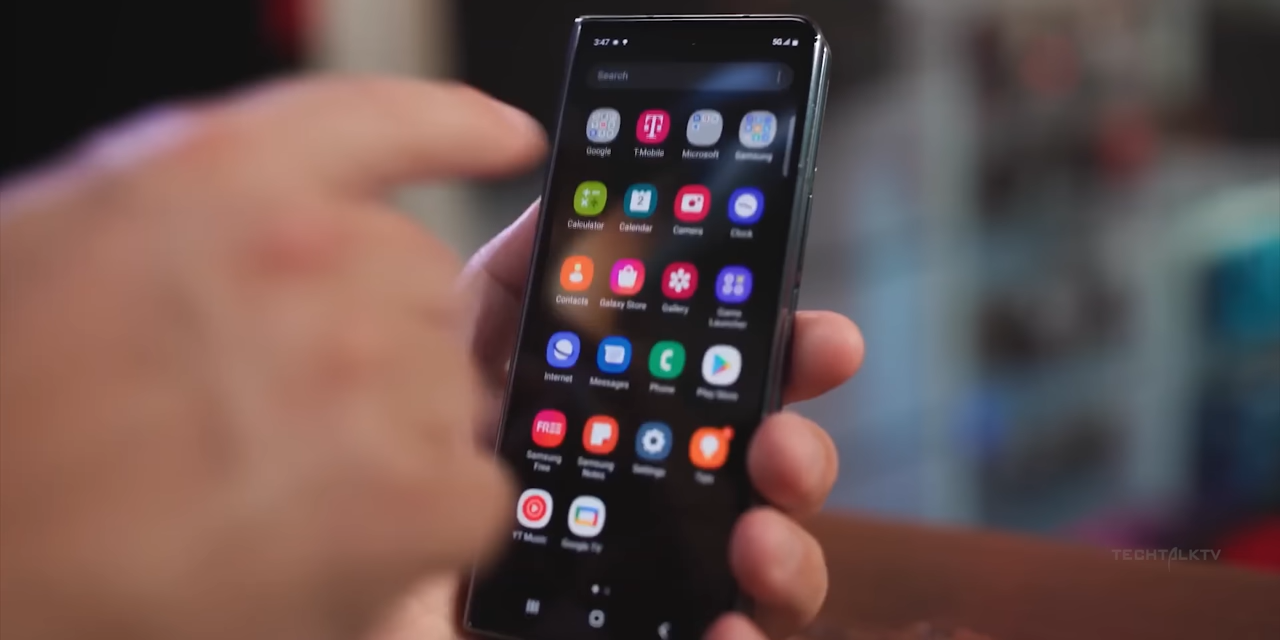 3:47
5G
Search
Google T-Mobile Microsoft Samsung
Calculator Calendar Camera Clock
Contacts Galaxy Store Gallery Game Launcher
Internet Messages Phone Play Store
FREE
Samsung Free Samsung Notes Settings Tips
YT Music Google TV
TECHTALKTV